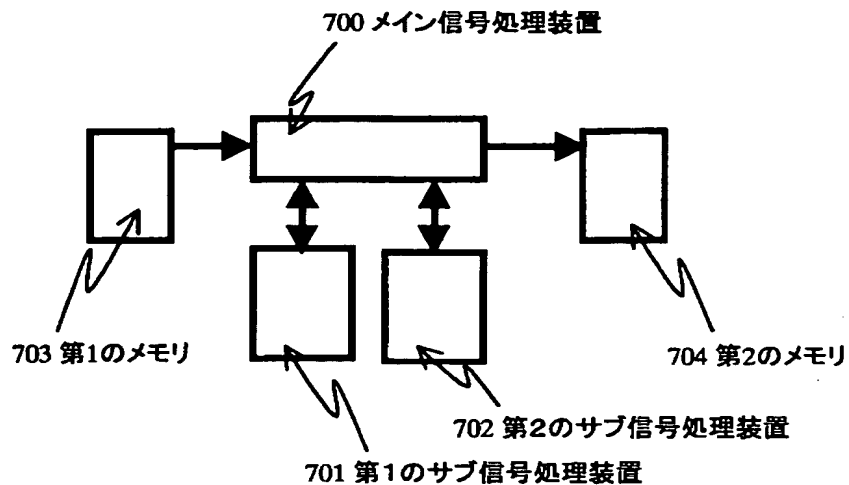 700 メイン信号処理装置
703 第1のメモリ
704 第2のメモリ
702 第２のサブ信号処理装置
701 第１のサブ信号処理装置